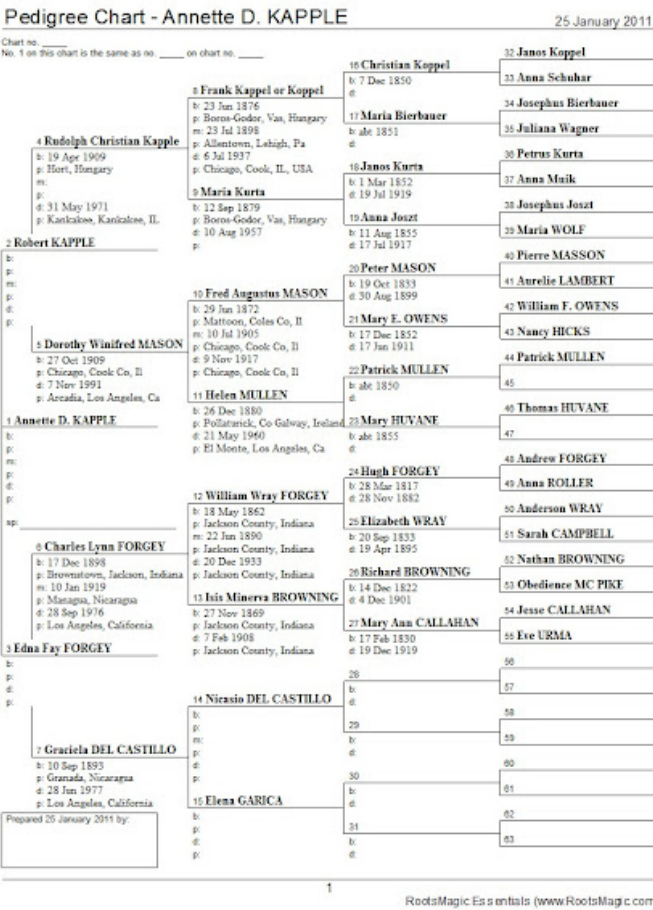 Pedigree Chart - Annette D. KAPPLE
25 January 2011
Chart no. _____
No. 1 on this chart is the same as no. _____ on chart no. _____
1 Annette D. KAPPLE
b:
p:
m:
p:
d:
p:
sp:
2 Robert KAPPLE
b:
p:
m:
p:
d:
p:
3 Edna Fay FORGEY
b:
p:
d:
p:
4 Rudolph Christian Kapple
b: 19 Apr 1909
p: Hort, Hungary
m:
p:
d: 31 May 1971
p: Kankakee, Kankakee, IL
5 Dorothy Winifred MASON
b: 27 Oct 1909
p: Chicago, Cook Co, Il
d: 7 Nov 1991
p: Arcadia, Los Angeles, Ca
6 Charles Lynn FORGEY
b: 17 Dec 1898
p: Brownstown, Jackson, Indiana
m: 10 Jan 1919
p: Managua, Nicaragua
d: 28 Sep 1976
p: Los Angeles, California
7 Graciela DEL CASTILLO
b: 10 Sep 1893
p: Granada, Nicaragua
d: 28 Jun 1977
p: Los Angeles, California
8 Frank Kappel or Koppel
b: 23 Jun 1876
p: Boros-Godor, Vas, Hungary
m: 23 Jul 1898
p: Allentown, Lehigh, Pa
d: 6 Jul 1937
p: Chicago, Cook, IL, USA
9 Maria Kurta
b: 12 Sep 1879
p: Boros-Godor, Vas, Hungary
d: 10 Aug 1957
p:
10 Fred Augustus MASON
b: 29 Jun 1872
p: Mattoon, Coles Co, Il
m: 10 Jul 1905
p: Chicago, Cook Co, Il
d: 9 Nov 1917
p: Chicago, Cook Co, Il
11 Helen MULLEN
b: 26 Dec 1880
p: Pollaturick, Co Galway, Ireland
d: 21 May 1960
p: El Monte, Los Angeles, Ca
12 William Wray FORGEY
b: 18 May 1862
p: Jackson County, Indiana
m: 22 Jun 1890
p: Jackson County, Indiana
d: 20 Dec 1933
p: Jackson County, Indiana
13 Isis Minerva BROWNING
b: 27 Nov 1869
p: Jackson County, Indiana
d: 7 Feb 1908
p: Jackson County, Indiana
14 Nicasio DEL CASTILLO
b:
p:
m:
p:
d:
p:
15 Elena GARICA
b:
p:
d:
p:
16 Christian Koppel
b: 7 Dec 1850
d:
17 Maria Bierbauer
b: abt 1851
d:
18 Janos Kurta
b: 1 Mar 1852
d: 19 Jul 1919
19 Anna Joszt
b: 11 Aug 1855
d: 17 Jul 1917
20 Peter MASON
b: 19 Oct 1833
d: 30 Aug 1899
21 Mary E. OWENS
b: 17 Dec 1852
d: 17 Jan 1911
22 Patrick MULLEN
b: abt 1850
d:
23 Mary HUVANE
b: abt 1855
d:
24 Hugh FORGEY
b: 28 Mar 1817
d: 28 Nov 1882
25 Elizabeth WRAY
b: 20 Sep 1833
d: 19 Apr 1895
26 Richard BROWNING
b: 14 Dec 1822
d: 4 Dec 1901
27 Mary Ann CALLAHAN
b: 17 Feb 1830
d: 19 Dec 1919
28
b:
d:
29
b:
d:
30
b:
d:
31
b:
d:
32 Janos Koppel
33 Anna Schuhar
34 Josephus Bierbauer
35 Juliana Wagner
36 Petrus Kurta
37 Anna Muik
38 Josephus Joszt
39 Maria WOLF
40 Pierre MASSON
41 Aurelie LAMBERT
42 William F. OWENS
43 Nancy HICKS
44 Patrick MULLEN
45
46 Thomas HUVANE
47
48 Andrew FORGEY
49 Anna ROLLER
50 Anderson WRAY
51 Sarah CAMPBELL
52 Nathan BROWNING
53 Obedience MC PIKE
54 Jesse CALLAHAN
55 Eve URMA
56
57
58
59
60
61
62
63
Prepared 25 January 2011 by:
1
RootsMagic Essentials (www.RootsMagic.com